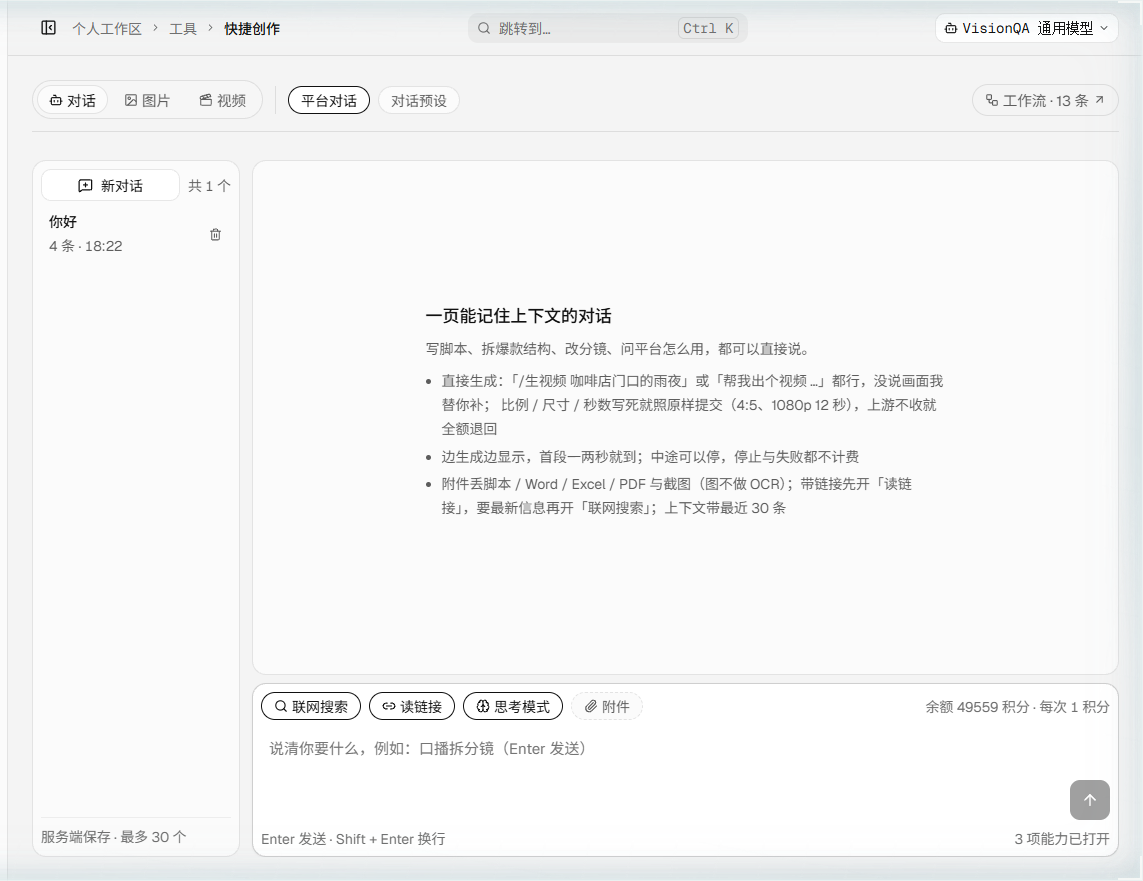 个人工作区 › 工具 › 快捷创作
跳转到… Ctrl K
VisionQA 通用模型
对话 图片 视频 平台对话 对话预设
工作流 · 13 条
新对话 共 1 个
你好
4 条 · 18:22
一页能记住上下文的对话
写脚本、拆爆款结构、改分镜、问平台怎么用，都可以直接说。
• 直接生成：「/生视频 咖啡店门口的雨夜」或「帮我出个视频 …」都行，没说画面我
替你补； 比例 / 尺寸 / 秒数写死就照原样提交（4:5、1080p 12 秒），上游不收就
全额退回
• 边生成边显示，首段一两秒就到；中途可以停，停止与失败都不计费
• 附件丢脚本 / Word / Excel / PDF 与截图（图不做 OCR）；带链接先开「读链
接」，要最新信息再开「联网搜索」；上下文带最近 30 条
联网搜索 读链接 思考模式 附件
余额 49559 积分 · 每次 1 积分
说清你要什么，例如：口播拆分镜（Enter 发送）
服务端保存 · 最多 30 个
Enter 发送 · Shift + Enter 换行
3 项能力已打开